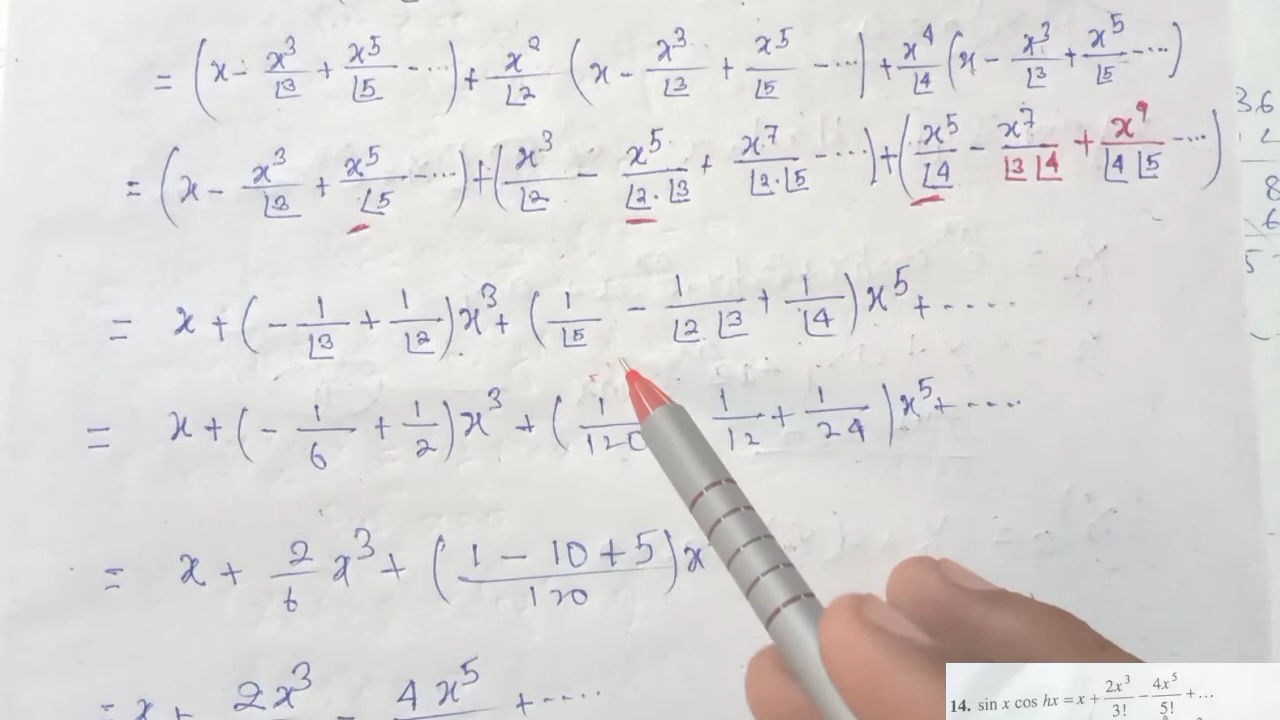 = (x - x³/⌊3 + x⁵/⌊5 - ....) + x²/⌊2 (x - x³/⌊3 + x⁵/⌊5 - ....) + x⁴/⌊4 (x - x³/⌊3 + x⁵/⌊5 - ....)
= (x - x³/⌊3 + x⁵/⌊5 - ....) + (x³/⌊2 - x⁵/⌊2·⌊3 + x⁷/⌊2·⌊5 - ....) + (x⁵/⌊4 - x⁷/⌊3 ⌊4 + x⁹/⌊4 ⌊5 - ....)
= x + (- 1/⌊3 + 1/⌊2) x³ + (1/⌊5 - 1/⌊2 ⌊3 + 1/⌊4) x⁵ + ....
= x + (- 1/6 + 1/2) x³ + (1/120 1/12 + 1/24) x⁵ + ....
= x + 2/6 x³ + ((1 - 10 + 5)/120) x
= x + 2x³ - 4x⁵ + ....
36
8
6
5
14. sin x cos hx = x + 2x³/3! - 4x⁵/5! + ...